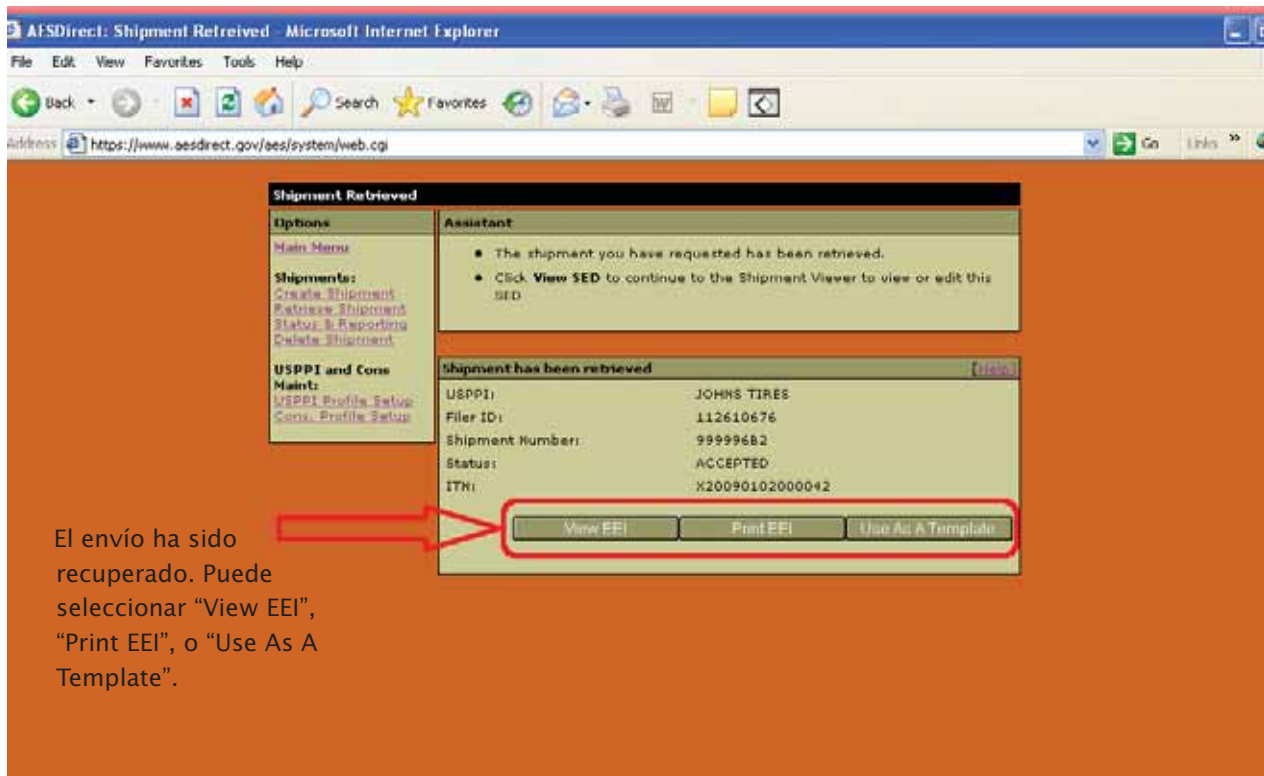 AESDirect: Shipment Retreived - Microsoft Internet Explorer
File Edit View Favorites Tools Help
Back Search Favorites
Address https://www.aesdirect.gov/aes/system/web.cgi Go Links »
Shipment Retrieved
Options
Main Menu
Shipments:
Create Shipment
Retrieve Shipment
Status & Reporting
Delete Shipment
USPPI and Cons
Maint:
USPPI Profile Setup
Cons. Profile Setup
Assistant
• The shipment you have requested has been retrieved.
• Click View SED to continue to the Shipment Viewer to view or edit this
SED
Shipment has been retrieved [Help]
USPPI: JOHNS TIRES
Filer ID: 112610676
Shipment Number: 999996B2
Status: ACCEPTED
ITN: X20090102000042
View EEI Print EEI Use As A Template
El envío ha sido
recuperado. Puede
seleccionar “View EEI”,
“Print EEI”, o “Use As A
Template”.